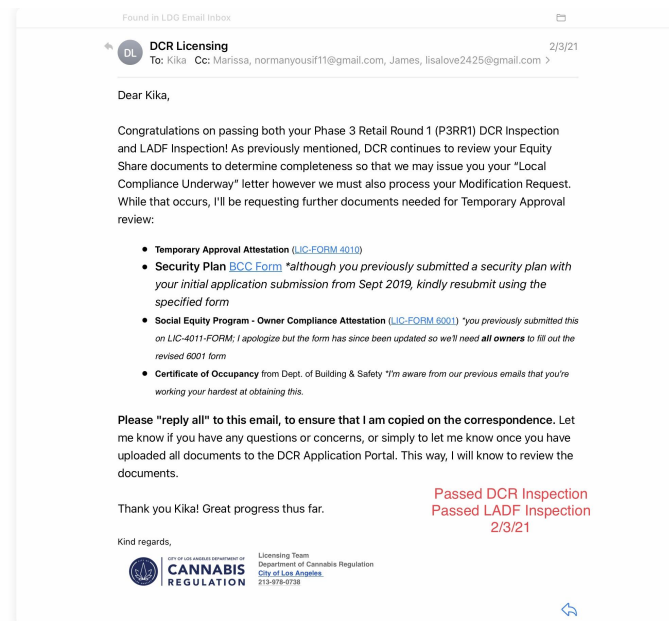 Found in LDG Email Inbox
DL
DCR Licensing
2/3/21
To: Kika Cc: Marissa, normanyousif11@gmail.com, James, lisalove2425@gmail.com >
Dear Kika,
Congratulations on passing both your Phase 3 Retail Round 1 (P3RR1) DCR Inspection
and LADF Inspection! As previously mentioned, DCR continues to review your Equity
Share documents to determine completeness so that we may issue you your “Local
Compliance Underway” letter however we must also process your Modification Request.
While that occurs, I'll be requesting further documents needed for Temporary Approval
review:
• Temporary Approval Attestation (LIC-FORM 4010)
• Security Plan BCC Form *although you previously submitted a security plan with
your initial application submission from Sept 2019, kindly resubmit using the
specified form
• Social Equity Program - Owner Compliance Attestation (LIC-FORM 6001) *you previously submitted this
on LIC-4011-FORM; I apologize but the form has since been updated so we'll need all owners to fill out the
revised 6001 form
• Certificate of Occupancy from Dept. of Building & Safety *I'm aware from our previous emails that you're
working your hardest at obtaining this.
Please "reply all" to this email, to ensure that I am copied on the correspondence. Let
me know if you have any questions or concerns, or simply to let me know once you have
uploaded all documents to the DCR Application Portal. This way, I will know to review the
documents.
Thank you Kika! Great progress thus far.
Passed DCR Inspection
Passed LADF Inspection
2/3/21
Kind regards,
CITY OF LOS ANGELES DEPARTMENT OF
CANNABIS
REGULATION
Licensing Team
Department of Cannabis Regulation
City of Los Angeles
213-978-0738